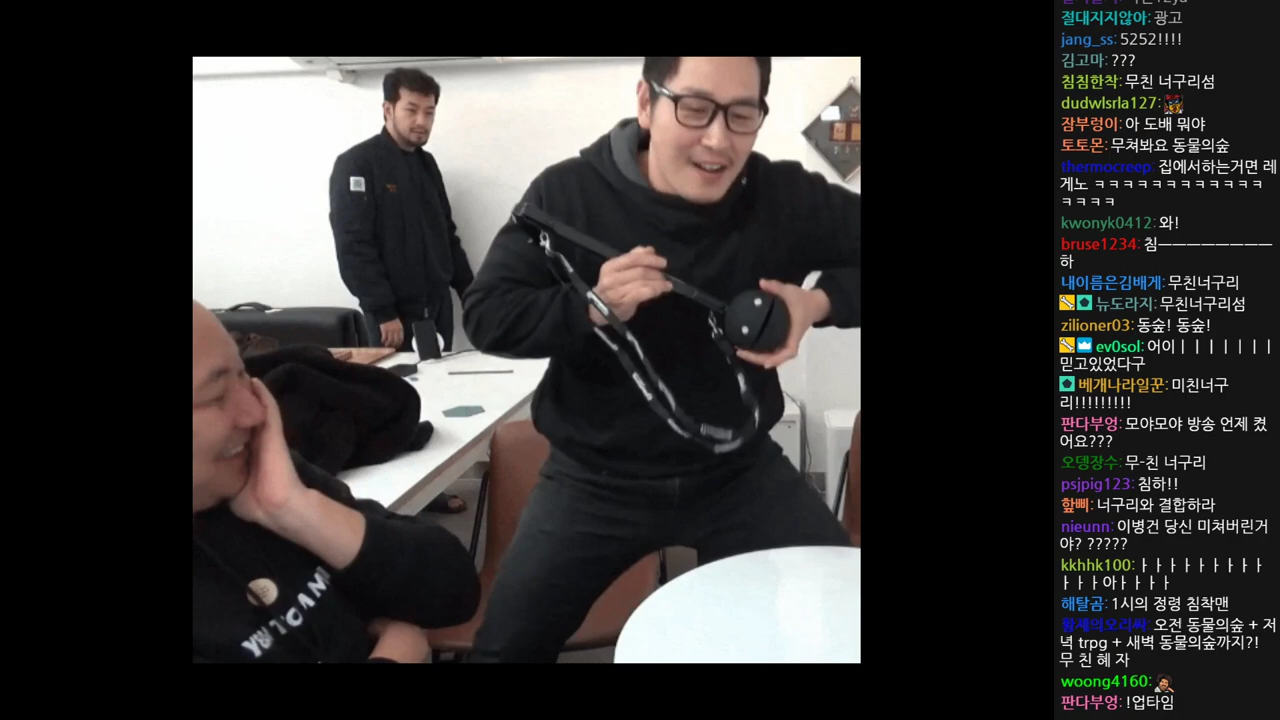 절대지지않아: 광고
jang_ss: 5252!!!!
김고마: ???
침침한착: 무친 너구리섬
dudwlsrla127:
잠부렁이: 아 도배 뭐야
토토몬: 무쳐봐요 동물의숲
thermocreep: 집에서하는거면 레
게노 ㅋㅋㅋㅋㅋㅋㅋㅋㅋㅋㅋㅋ
ㅋㅋㅋㅋ
kwonyk0412: 와!
bruse1234: 침ㅡㅡㅡㅡㅡㅡㅡㅡ
하
내이름은김배게: 무친너구리
뉴도라지: 무친너구리섬
zilioner03: 동숲! 동숲!
ev0sol: 어이ㅣㅣㅣㅣㅣㅣㅣ
믿고있었다구
베개나라일꾼: 미친너구
리!!!!!!!!!
판다부엉: 모야모야 방송 언제 켰
어요???
오뎅장수: 무-친 너구리
psjpig123: 침하!!
핥삐: 너구리와 결합하라
nieunn: 이병건 당신 미쳐버린거
야? ?????
kkhhk100: ㅏㅏㅏㅏㅏㅏㅏㅏㅏ
ㅏㅏㅏ아ㅏㅏㅏㅏ
해탈곰: 1시의 정령 침착맨
오전 동물의숲 + 저
녁 trpg + 새벽 동물의숲까지?!
무 친 혜 자
woong4160:
판다부엉: !업타임